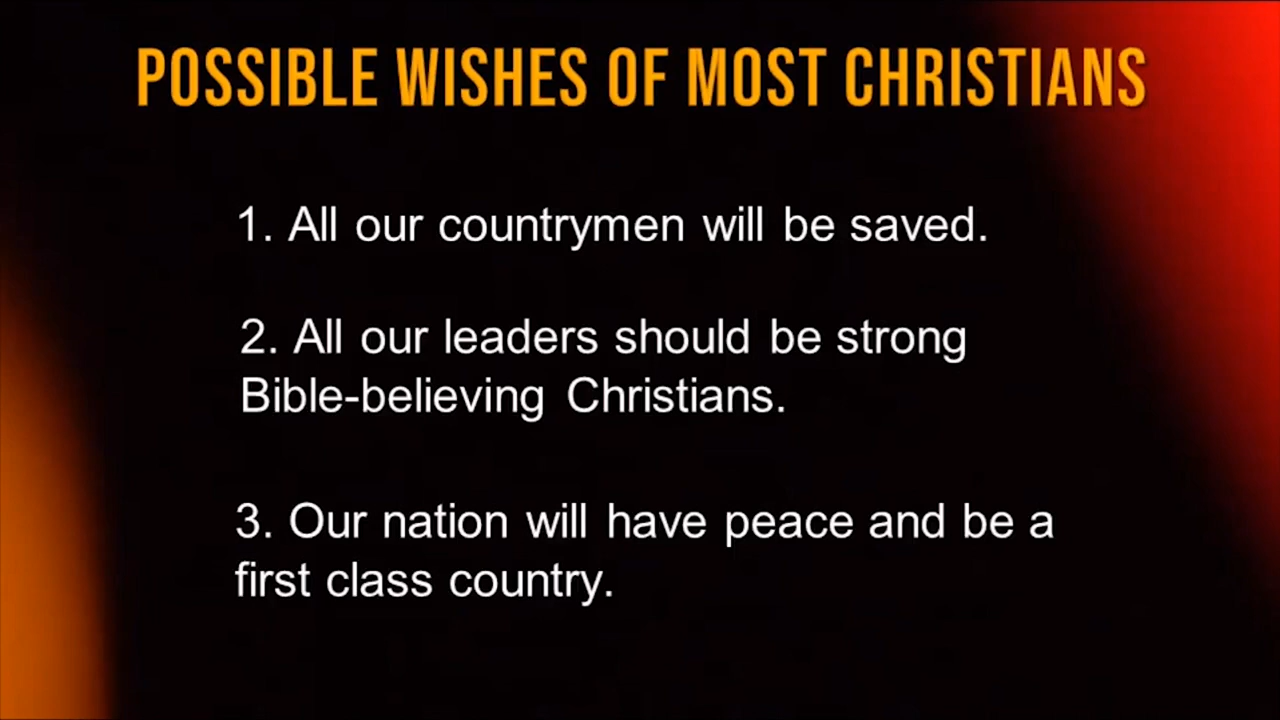 POSSIBLE WISHES OF MOST CHRISTIANS
1. All our countrymen will be saved.
2. All our leaders should be strong
Bible-believing Christians.
3. Our nation will have peace and be a
first class country.